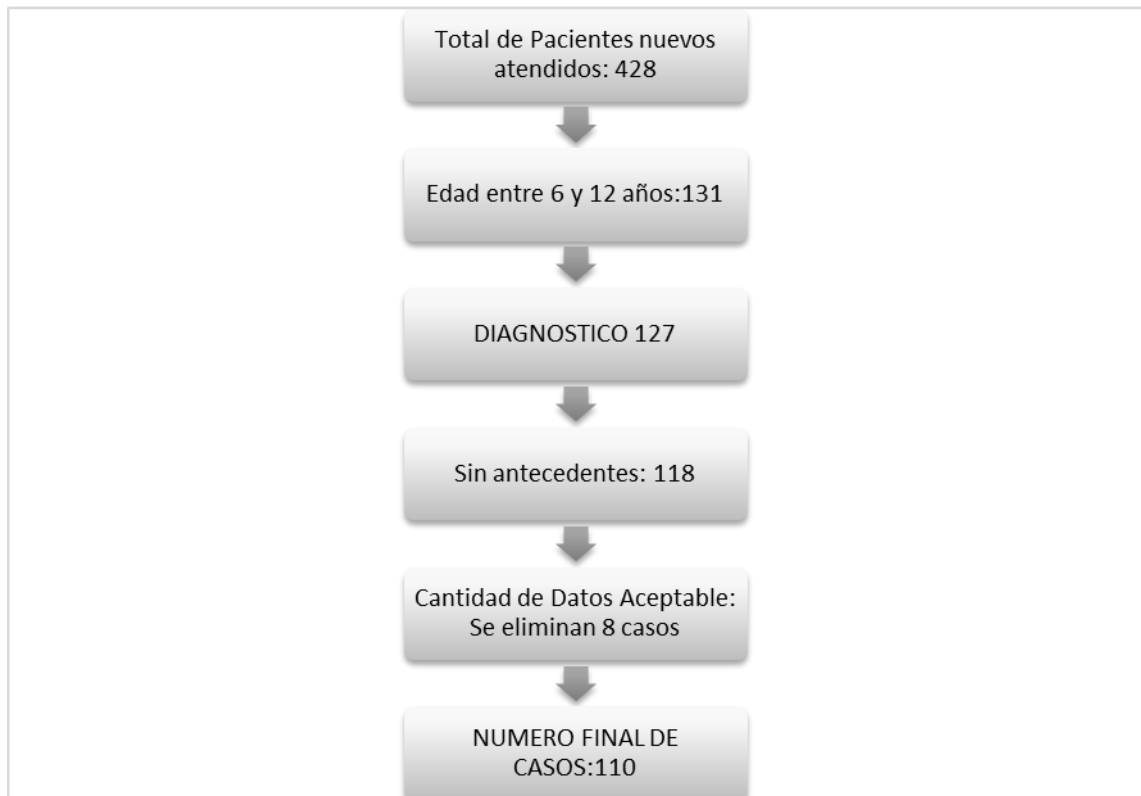 Total de Pacientes nuevos
atendidos: 428
Edad entre 6 y 12 años:131
DIAGNOSTICO 127
Sin antecedentes: 118
Cantidad de Datos Aceptable:
Se eliminan 8 casos
NUMERO FINAL DE
CASOS:110